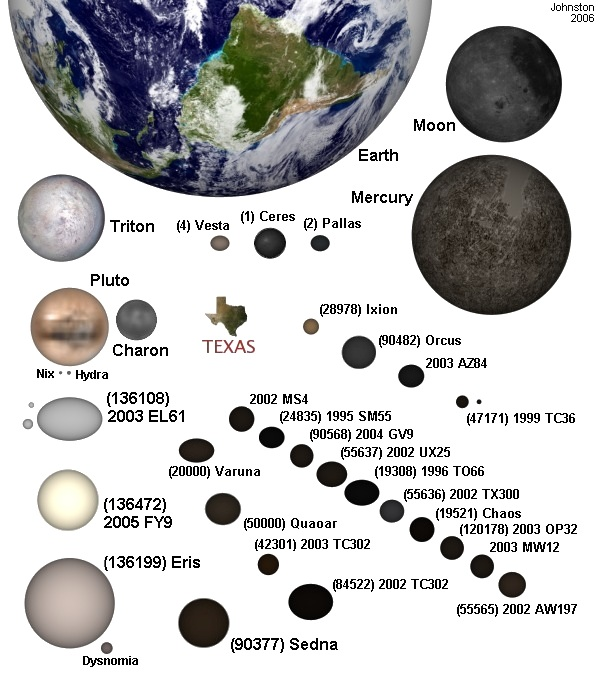 Johnston
2006
Moon
Earth
Mercury
Triton
(4) Vesta
(1) Ceres
(2) Pallas
Pluto
Charon
Nix
Hydra
TEXAS
(28978) Ixion
(90482) Orcus
2003 AZ84
(47171) 1999 TC36
(136108)
2003 EL61
2002 MS4
(24835) 1995 SM55
(90568) 2004 GV9
(55637) 2002 UX25
(19308) 1996 TO66
(55636) 2002 TX300
(19521) Chaos
(120178) 2003 OP32
2003 MW12
(55565) 2002 AW197
(20000) Varuna
(136472)
2005 FY9
(50000) Quaoar
(42301) 2003 TC302
(84522) 2002 TC302
(136199) Eris
Dysnomia
(90377) Sedna